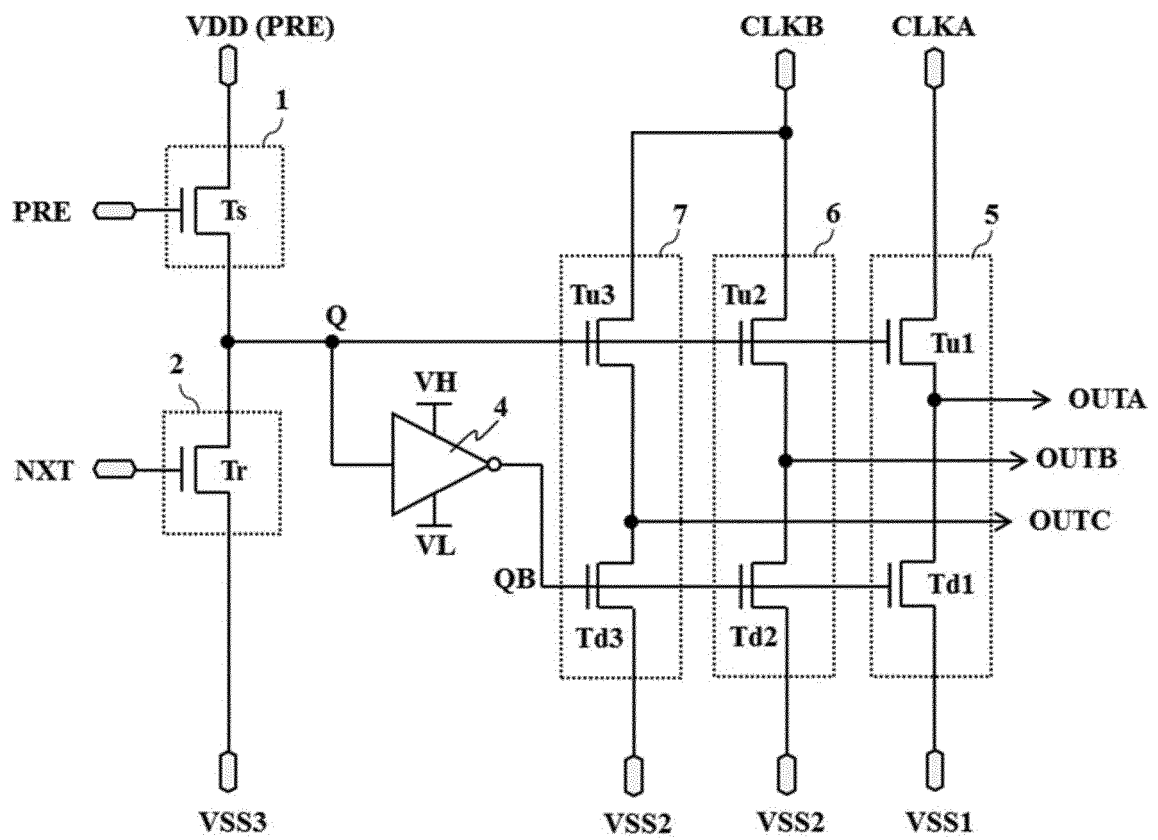 VDD (PRE)
CLKB
CLKA
1
PRE
Ts
7
6
5
Tu3
Tu2
Q
Tu1
2
VH
4
OUTA
NXT
Tr
OUTB
OUTC
VL
QB
Td1
Td3
Td2
VSS3
VSS2
VSS2
VSS1